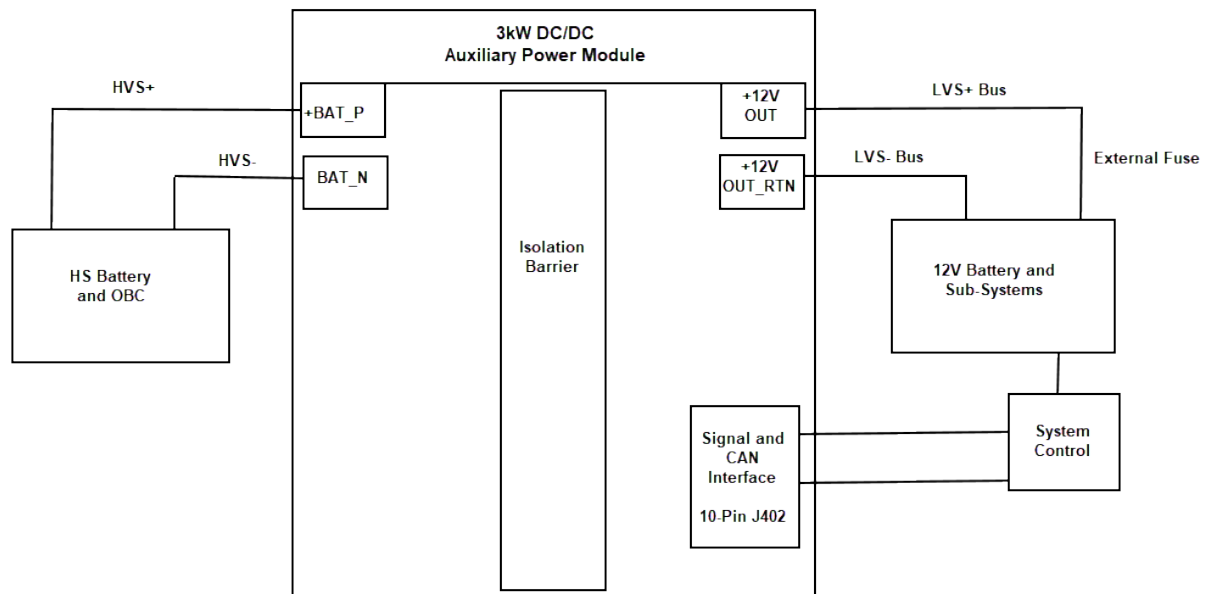 3kW DC/DC
Auxiliary Power Module
HVS+
+BAT_P
+12V
OUT
LVS+ Bus
HVS-
BAT_N
+12V
OUT_RTN
LVS- Bus
External Fuse
HS Battery
and OBC
Isolation
Barrier
12V Battery and
Sub-Systems
Signal and
CAN
Interface
10-Pin J402
System
Control